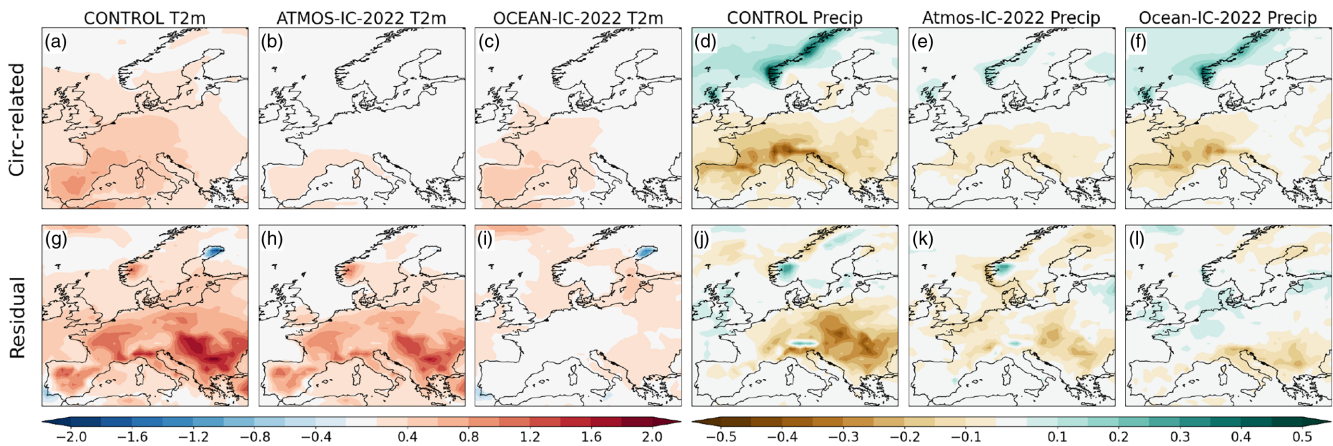 CONTROL T2m ATMOS-IC-2022 T2m OCEAN-IC-2022 T2m CONTROL Precip Atmos-IC-2022 Precip Ocean-IC-2022 Precip
Circ-related
(a) (b) (c) (d) (e) (f)
Residual
(g) (h) (i) (j) (k) (l)
−2.0 −1.6 −1.2 −0.8 −0.4 0.4 0.8 1.2 1.6 2.0 −0.5 −0.4 −0.3 −0.2 −0.1 0.1 0.2 0.3 0.4 0.5